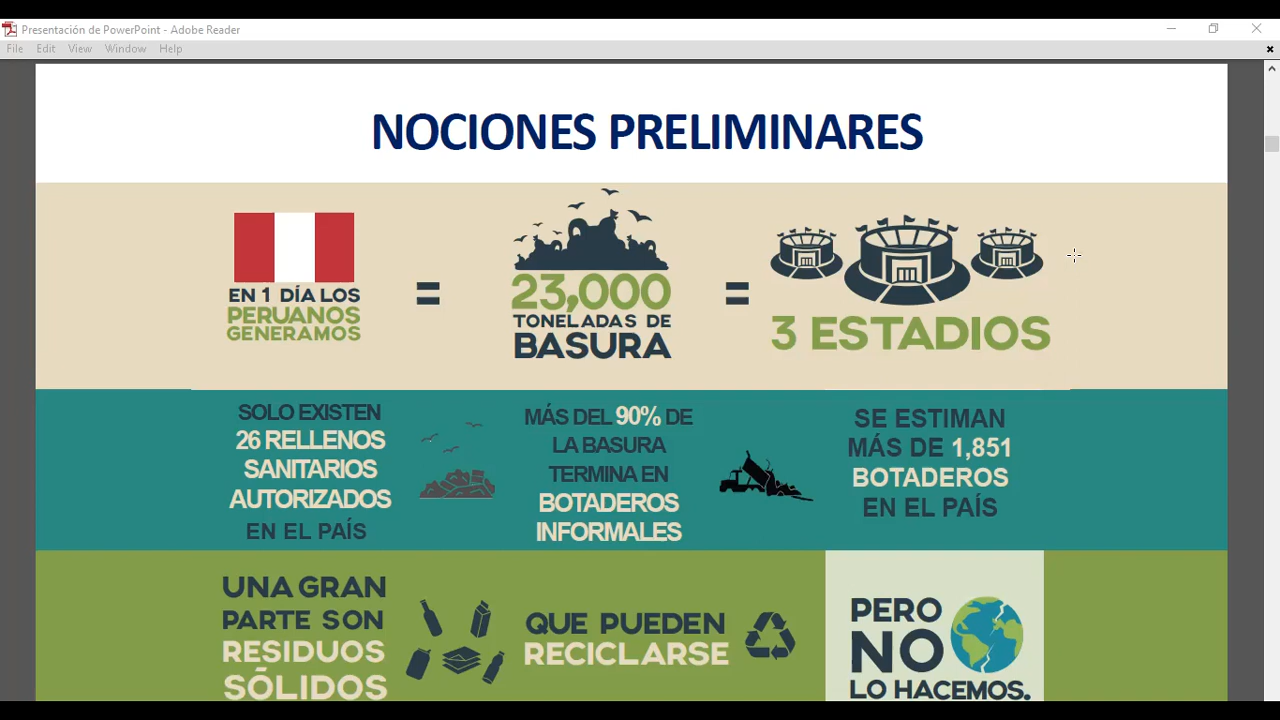 Presentación de PowerPoint - Adobe Reader
File Edit View Window Help
NOCIONES PRELIMINARES
EN 1 DÍA LOS
PERUANOS
GENERAMOS
=
23,000
TONELADAS DE
BASURA
=
3 ESTADIOS
SOLO EXISTEN
26 RELLENOS
SANITARIOS
AUTORIZADOS
EN EL PAÍS
MÁS DEL 90% DE
LA BASURA
TERMINA EN
BOTADEROS
INFORMALES
SE ESTIMAN
MÁS DE 1,851
BOTADEROS
EN EL PAÍS
UNA GRAN
PARTE SON
RESIDUOS
SÓLIDOS
QUE PUEDEN
RECICLARSE
PERO
NO
LO HACEMOS.